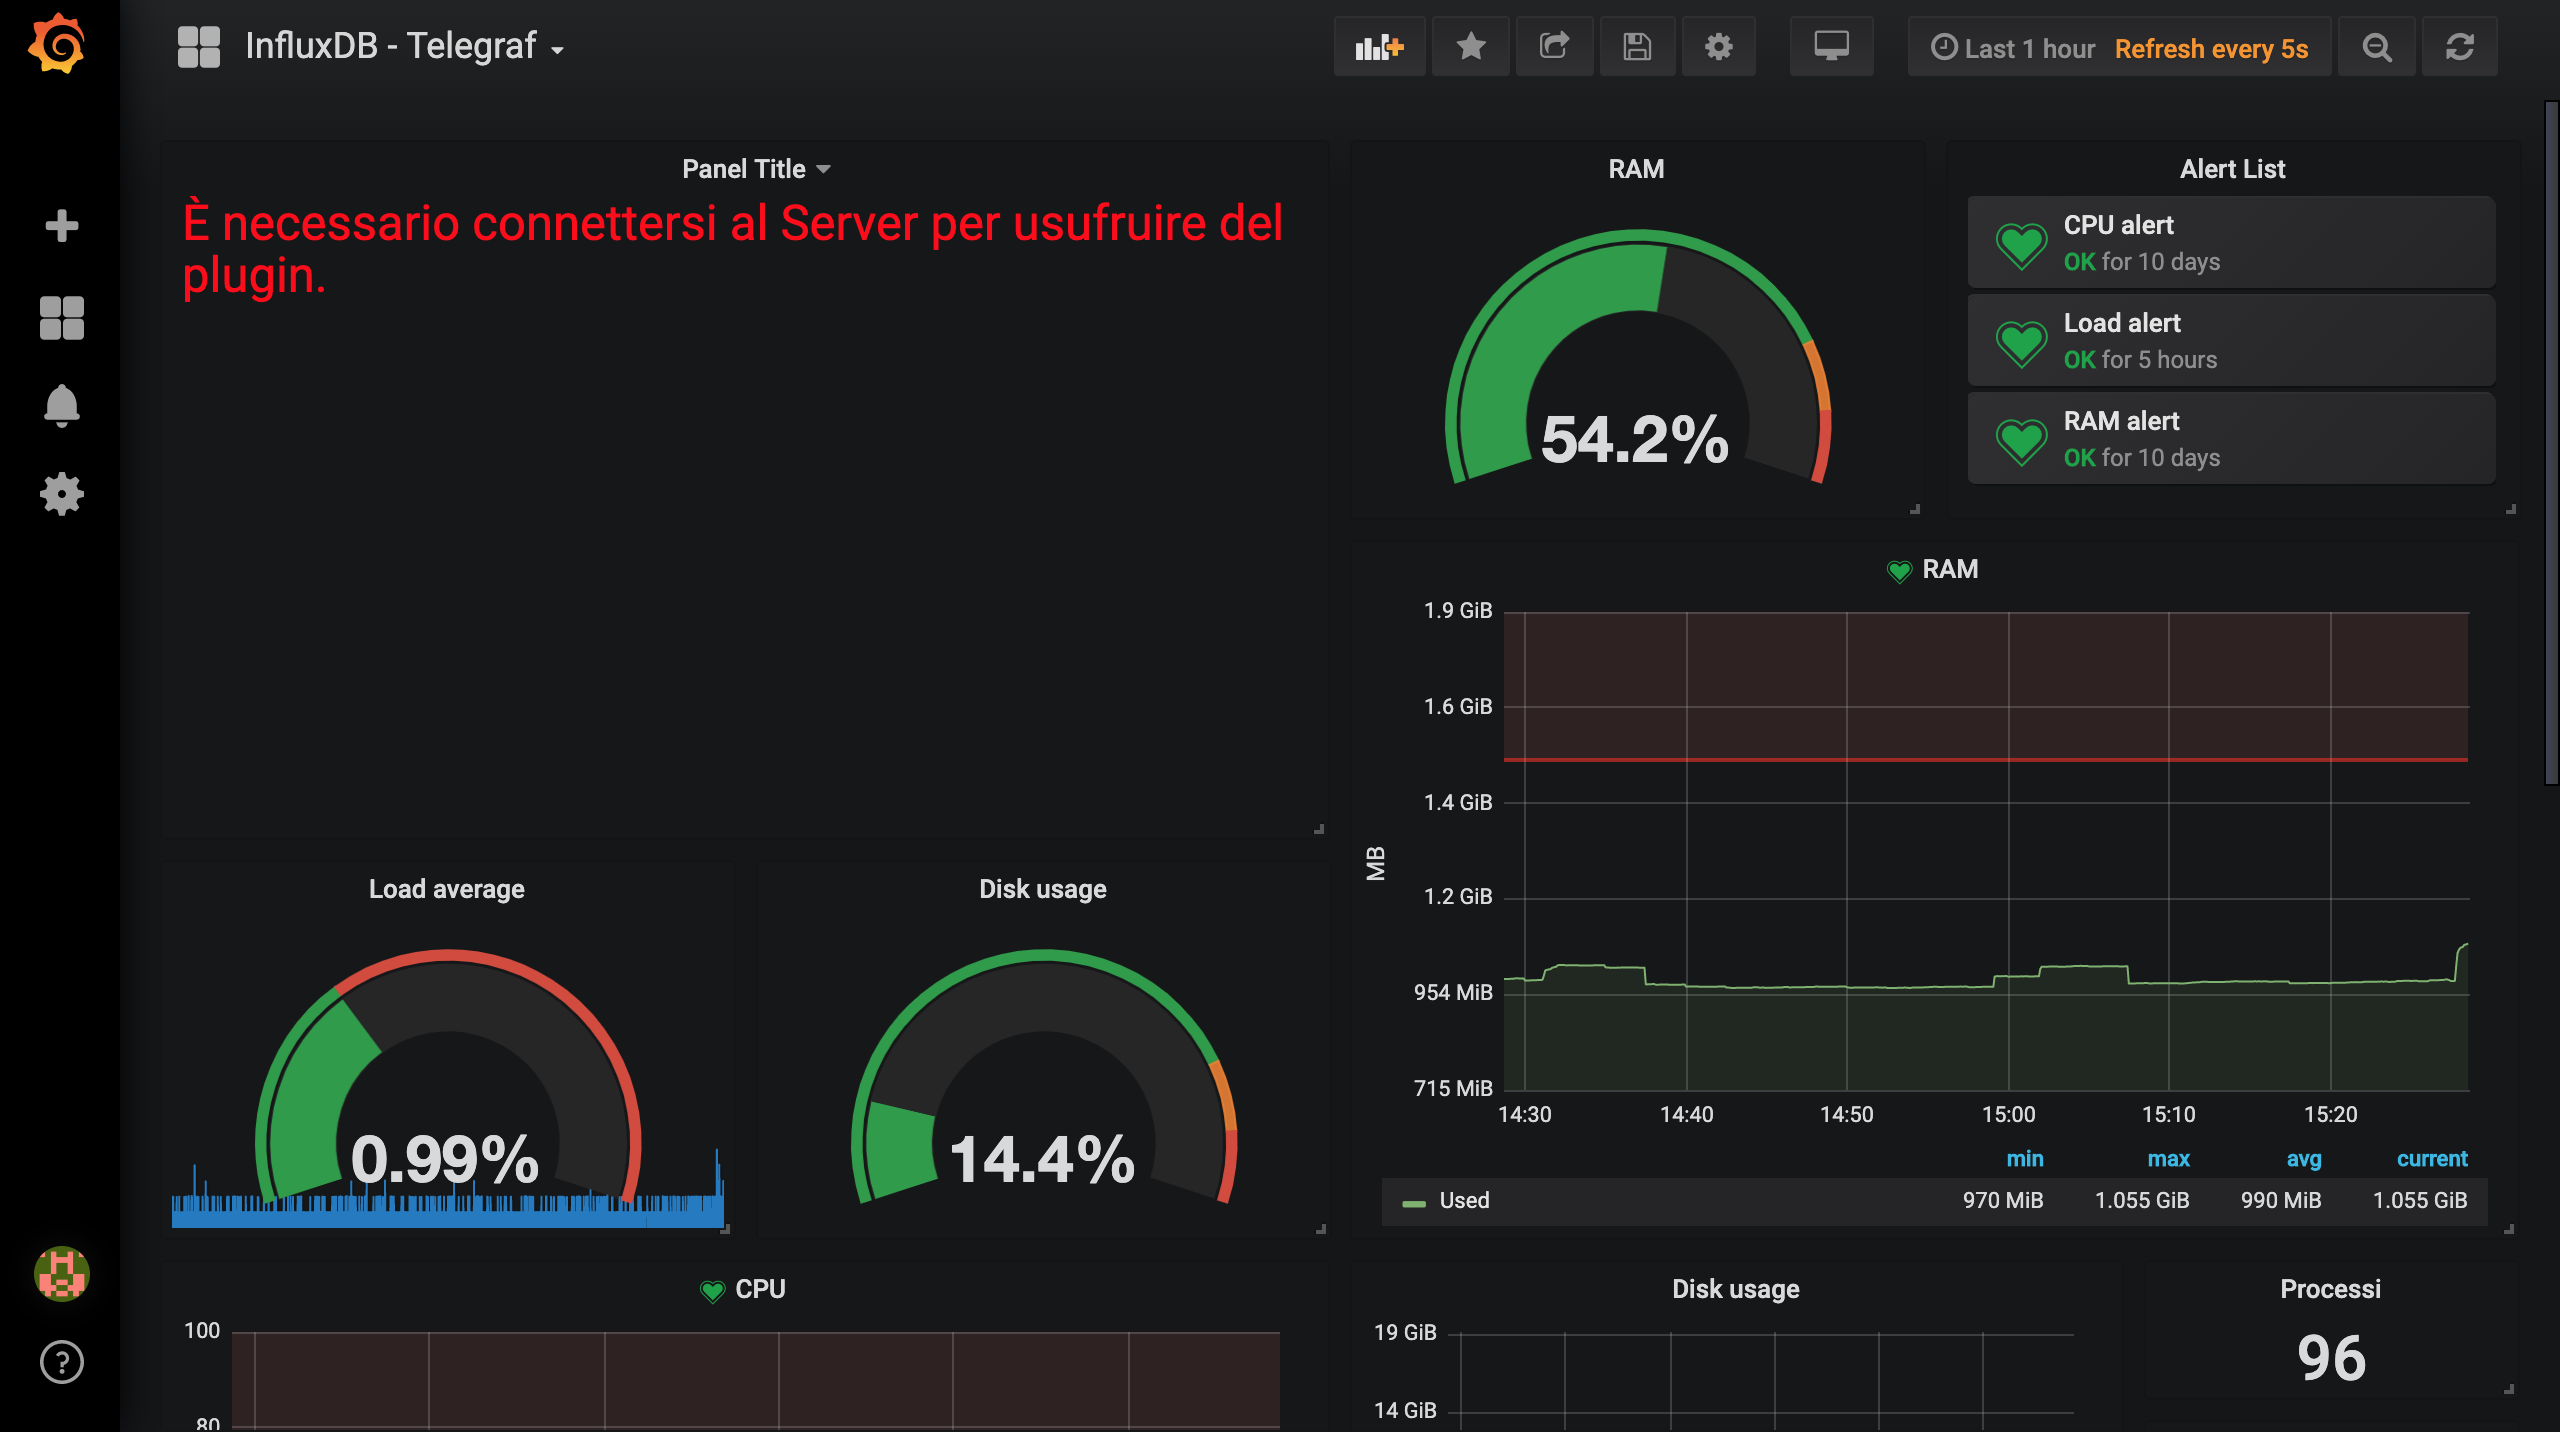 InfluxDB - Telegraf
Last 1 hour Refresh every 5s
Panel Title
È necessario connettersi al Server per usufruire del
plugin.
RAM
54.2%
Alert List
CPU alert
OK for 10 days
Load alert
OK for 5 hours
RAM alert
OK for 10 days
RAM
1.9 GiB
1.6 GiB
1.4 GiB
1.2 GiB
954 MiB
715 MiB
MB
14:30 14:40 14:50 15:00 15:10 15:20
min max avg current
Used 970 MiB 1.055 GiB 990 MiB 1.055 GiB
Load average
0.99%
Disk usage
14.4%
CPU
100
80
Disk usage
19 GiB
14 GiB
Processi
96
?